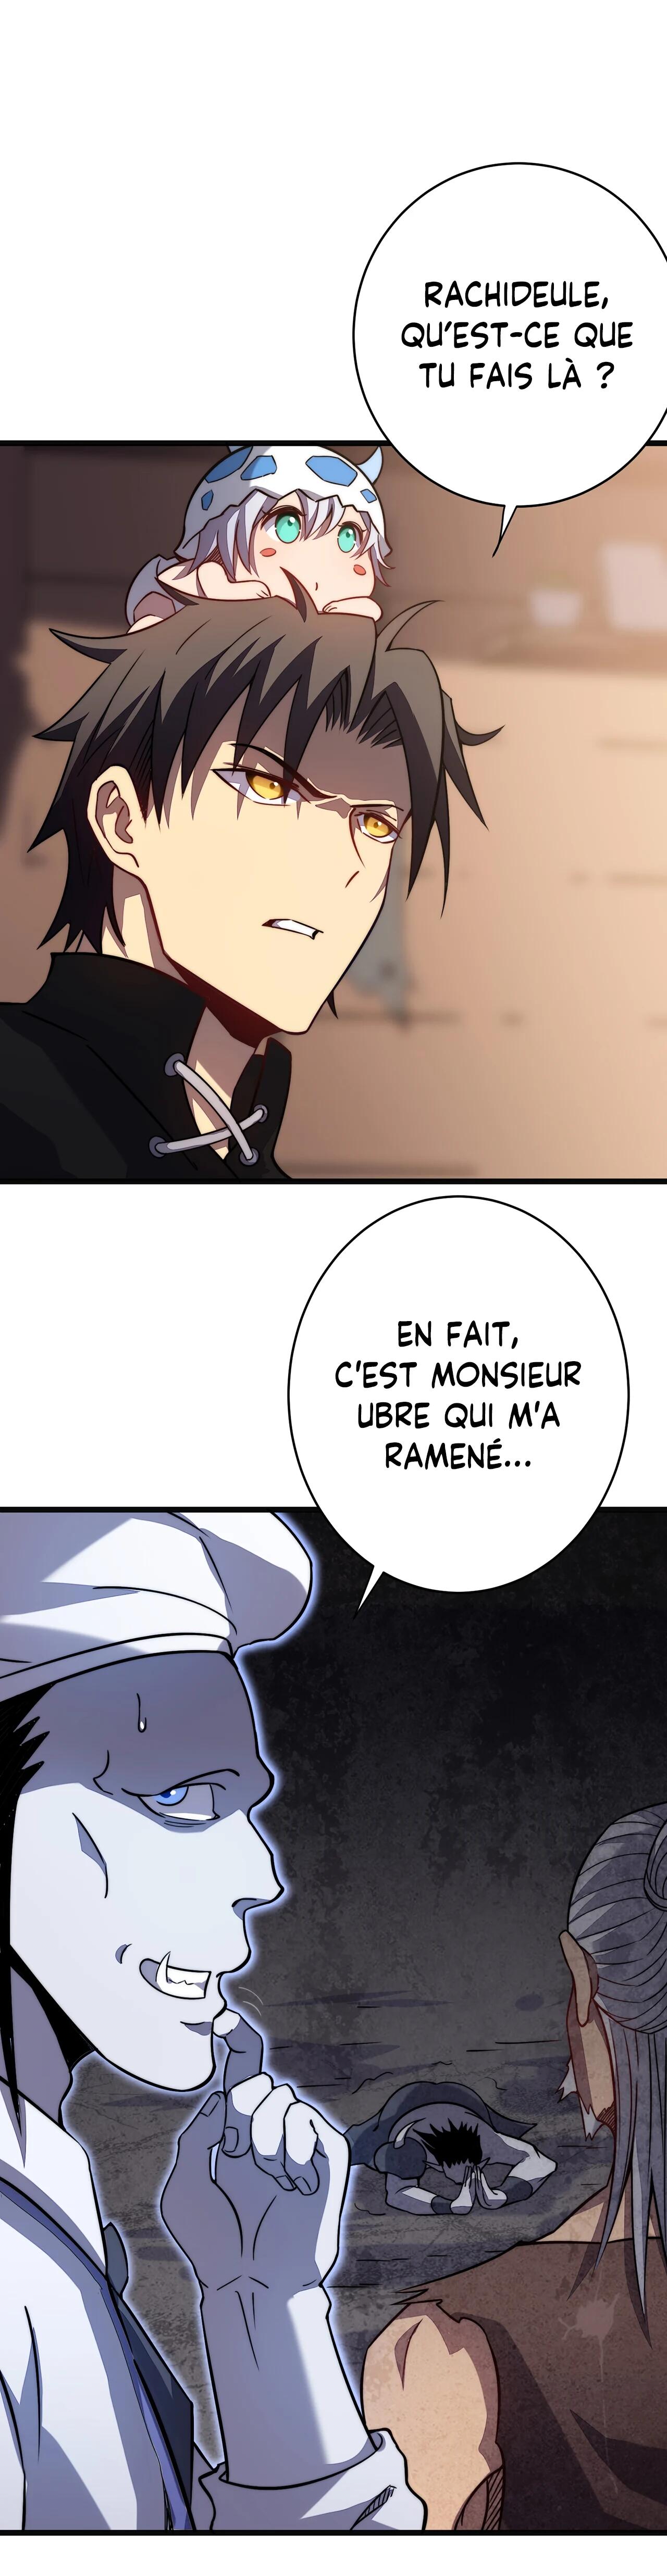 RACHIDEULE,
QU'EST-CE QUE
TU FAIS LÀ ?
EN FAIT,
C'EST MONSIEUR
UBRE QUI M'A
RAMENÉ...